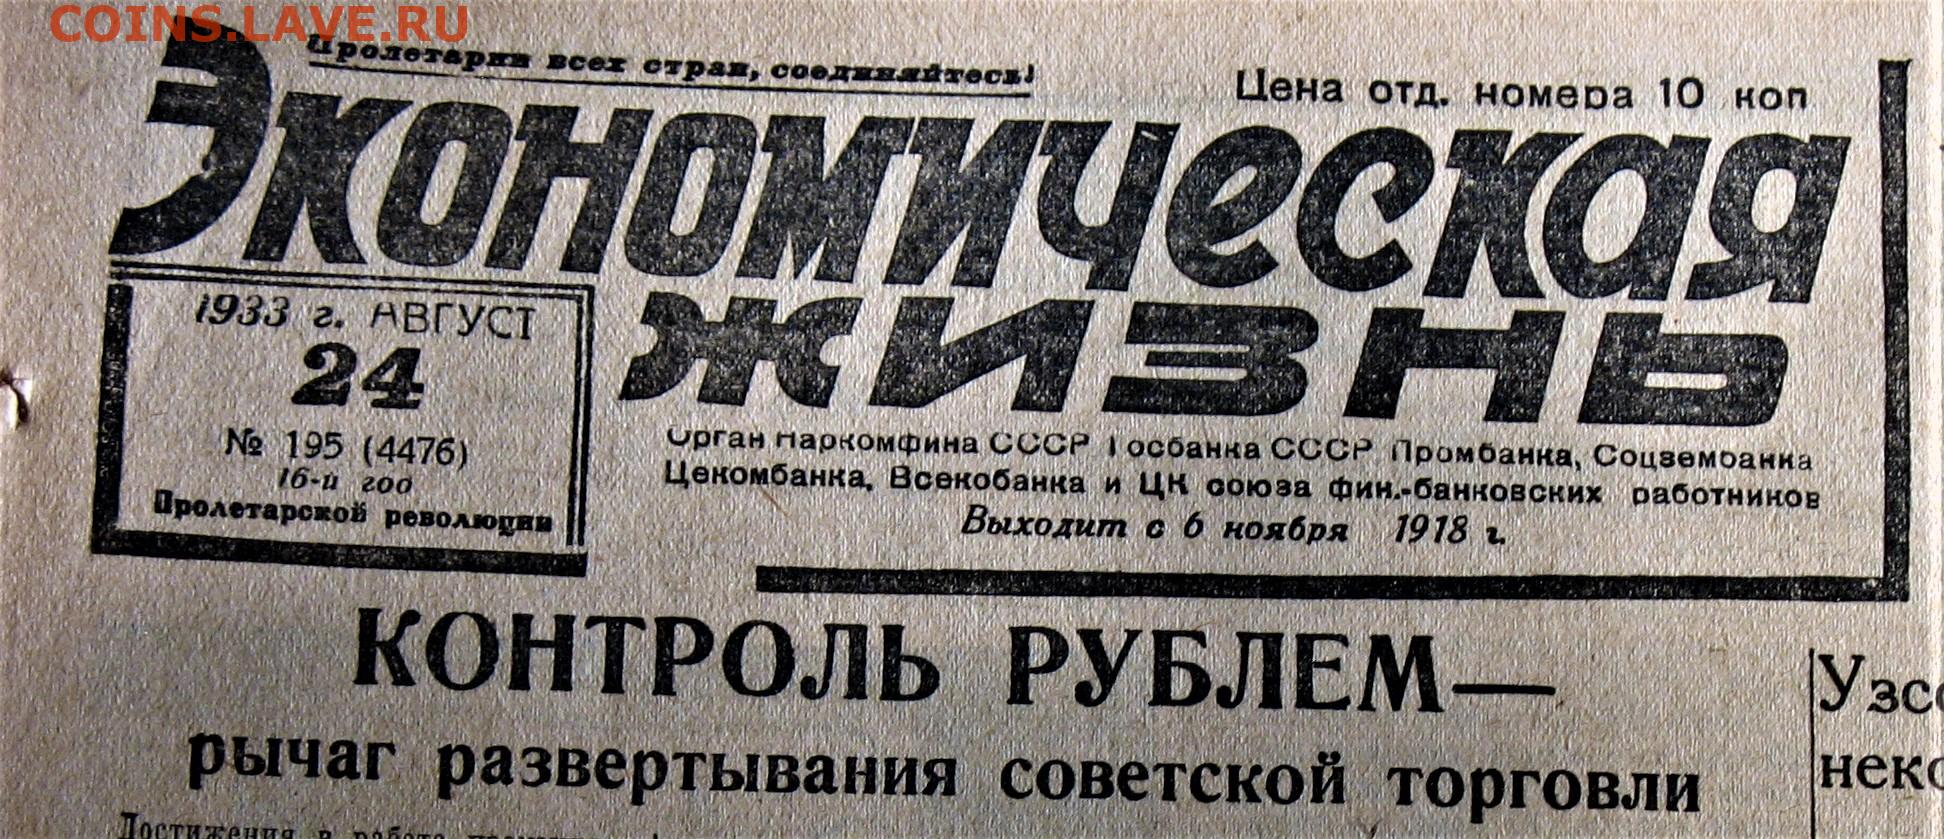 COINS.LAVE.RU
Пролетарии всех стран, соединяйтесь!
Цена отд. номера 10 коп
Экономическая
жизнь
1933 г. АВГУСТ
24
№ 195 (4476)
16-й год
Пролетарской революции
Орган Наркомфина СССР Госбанка СССР Промбанка, Соцзембанка
Цекомбанка, Всекобанка и ЦК союза фин.-банковских работников
Выходит с 6 ноября 1918 г.
КОНТРОЛЬ РУБЛЕМ—
рычаг развертывания советской торговли
Достижения в работе